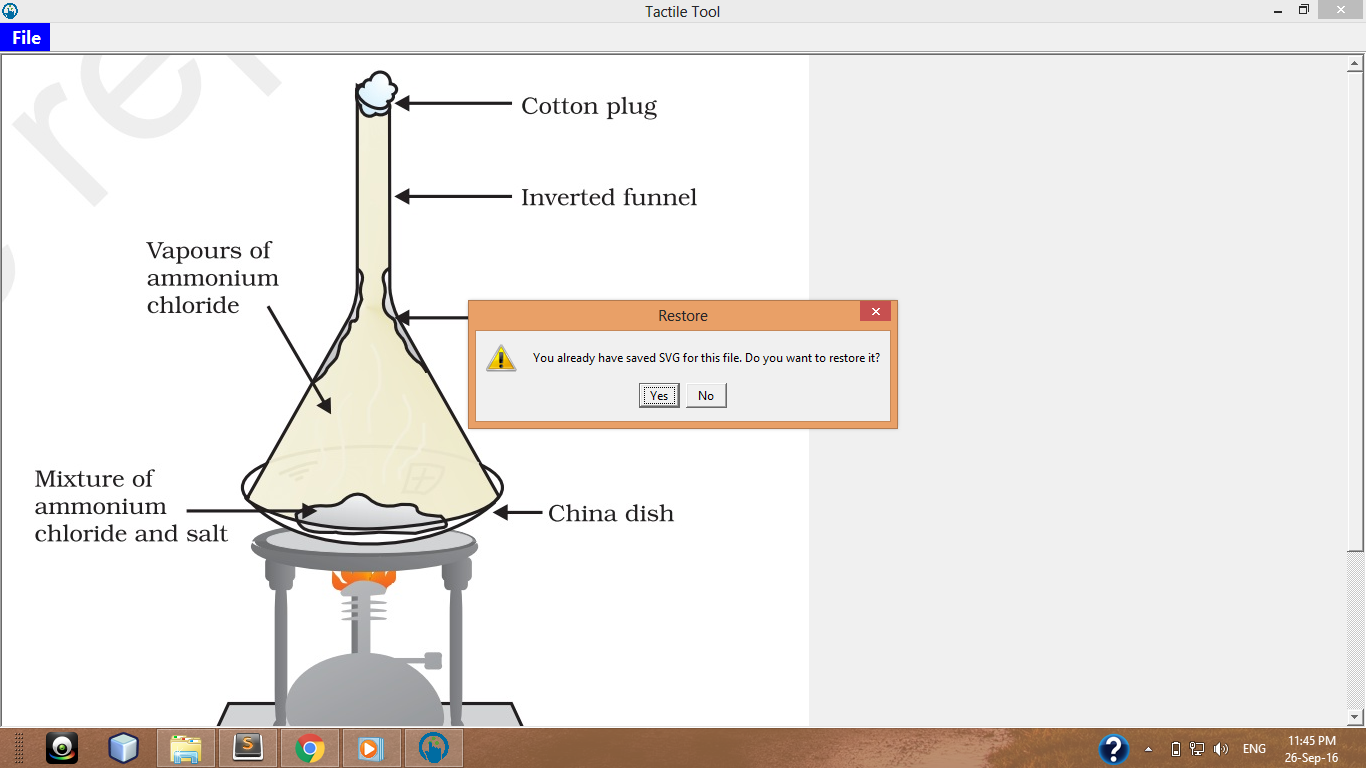 Tactile Tool
File
Cotton plug
Inverted funnel
Vapours of
ammonium
chloride
Restore
You already have saved SVG for this file. Do you want to restore it?
Yes
No
Mixture of
ammonium
chloride and salt
China dish
ENG
11:45 PM
26-Sep-16